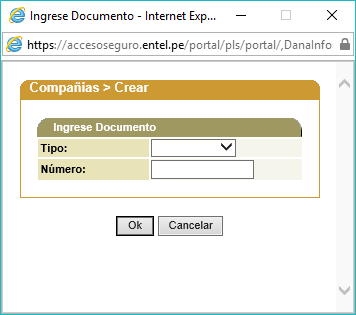 Ingrese Documento - Internet Exp...
https://accesoseguro.entel.pe/portal/pls/portal/,DanaInfo
Compañias > Crear
Ingrese Documento
Tipo:
Número:
Ok Cancelar